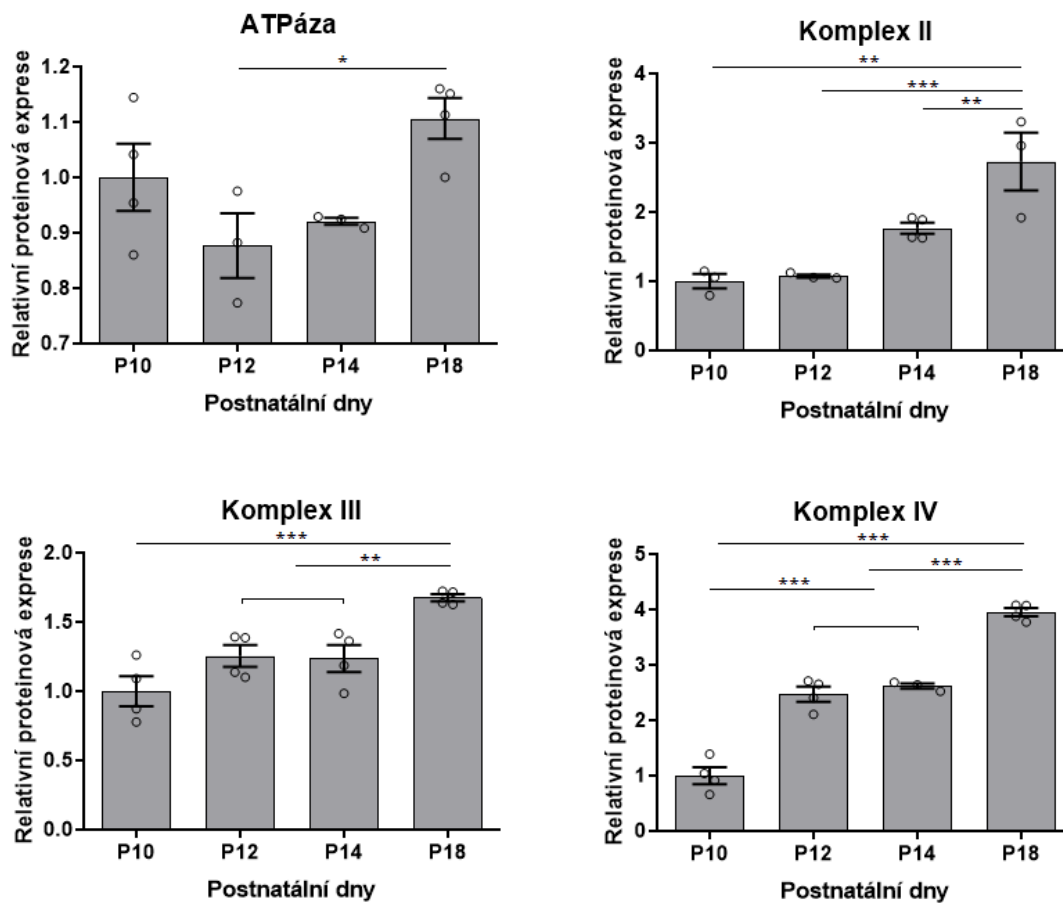 ATPáza
*
Relativní proteinová exprese
1.2
1.1
1.0
0.9
0.8
0.7
P10 P12 P14 P18
Postnatální dny
Komplex II
**
***
**
Relativní proteinová exprese
4
3
2
1
0
P10 P12 P14 P18
Postnatální dny
Komplex III
***
**
Relativní proteinová exprese
2.0
1.5
1.0
0.5
0.0
P10 P12 P14 P18
Postnatální dny
Komplex IV
***
***
***
Relativní proteinová exprese
5
4
3
2
1
0
P10 P12 P14 P18
Postnatální dny